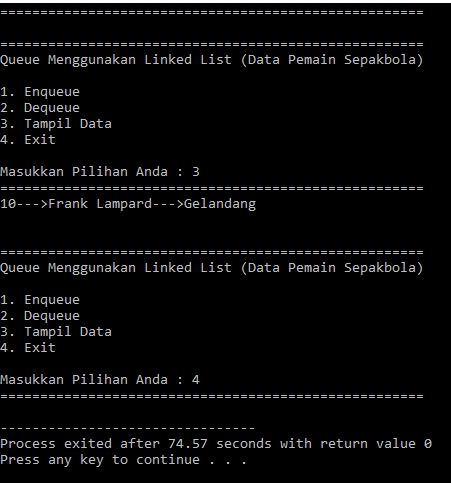 =====================================================
=====================================================
Queue Menggunakan Linked List (Data Pemain Sepakbola)
1. Enqueue
2. Dequeue
3. Tampil Data
4. Exit
Masukkan Pilihan Anda : 3
=====================================================
10--->Frank Lampard--->Gelandang
=====================================================
Queue Menggunakan Linked List (Data Pemain Sepakbola)
1. Enqueue
2. Dequeue
3. Tampil Data
4. Exit
Masukkan Pilihan Anda : 4
=====================================================
--------------------------------
Process exited after 74.57 seconds with return value 0
Press any key to continue . . .